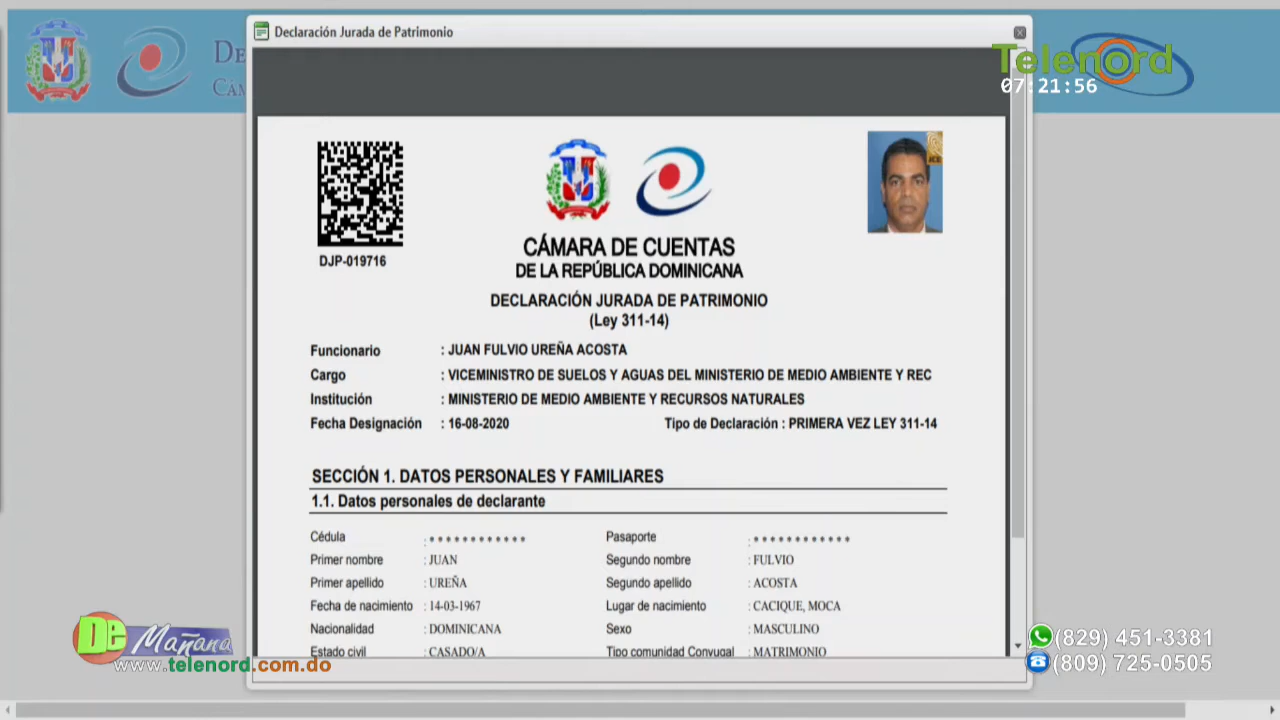 Declaración Jurada de Patrimonio
DE
CÁM
Telenord
07:21:56
DJP-019716
CÁMARA DE CUENTAS
DE LA REPÚBLICA DOMINICANA
DECLARACIÓN JURADA DE PATRIMONIO
(Ley 311-14)
Funcionario : JUAN FULVIO UREÑA ACOSTA
Cargo : VICEMINISTRO DE SUELOS Y AGUAS DEL MINISTERIO DE MEDIO AMBIENTE Y REC
Institución : MINISTERIO DE MEDIO AMBIENTE Y RECURSOS NATURALES
Fecha Designación : 16-08-2020 Tipo de Declaración : PRIMERA VEZ LEY 311-14
SECCIÓN 1. DATOS PERSONALES Y FAMILIARES
1.1. Datos personales de declarante
Cédula : * * * * * * * * * * * * Pasaporte : * * * * * * * * * * * *
Primer nombre : JUAN Segundo nombre : FULVIO
Primer apellido : UREÑA Segundo apellido : ACOSTA
Fecha de nacimiento : 14-03-1967 Lugar de nacimiento : CACIQUE, MOCA
Nacionalidad : DOMINICANA Sexo : MASCULINO
Estado civil : CASADO/A Tipo comunidad Conyugal : MATRIMONIO
De Mañana
www.telenord.com.do
(829) 451-3381
(809) 725-0505